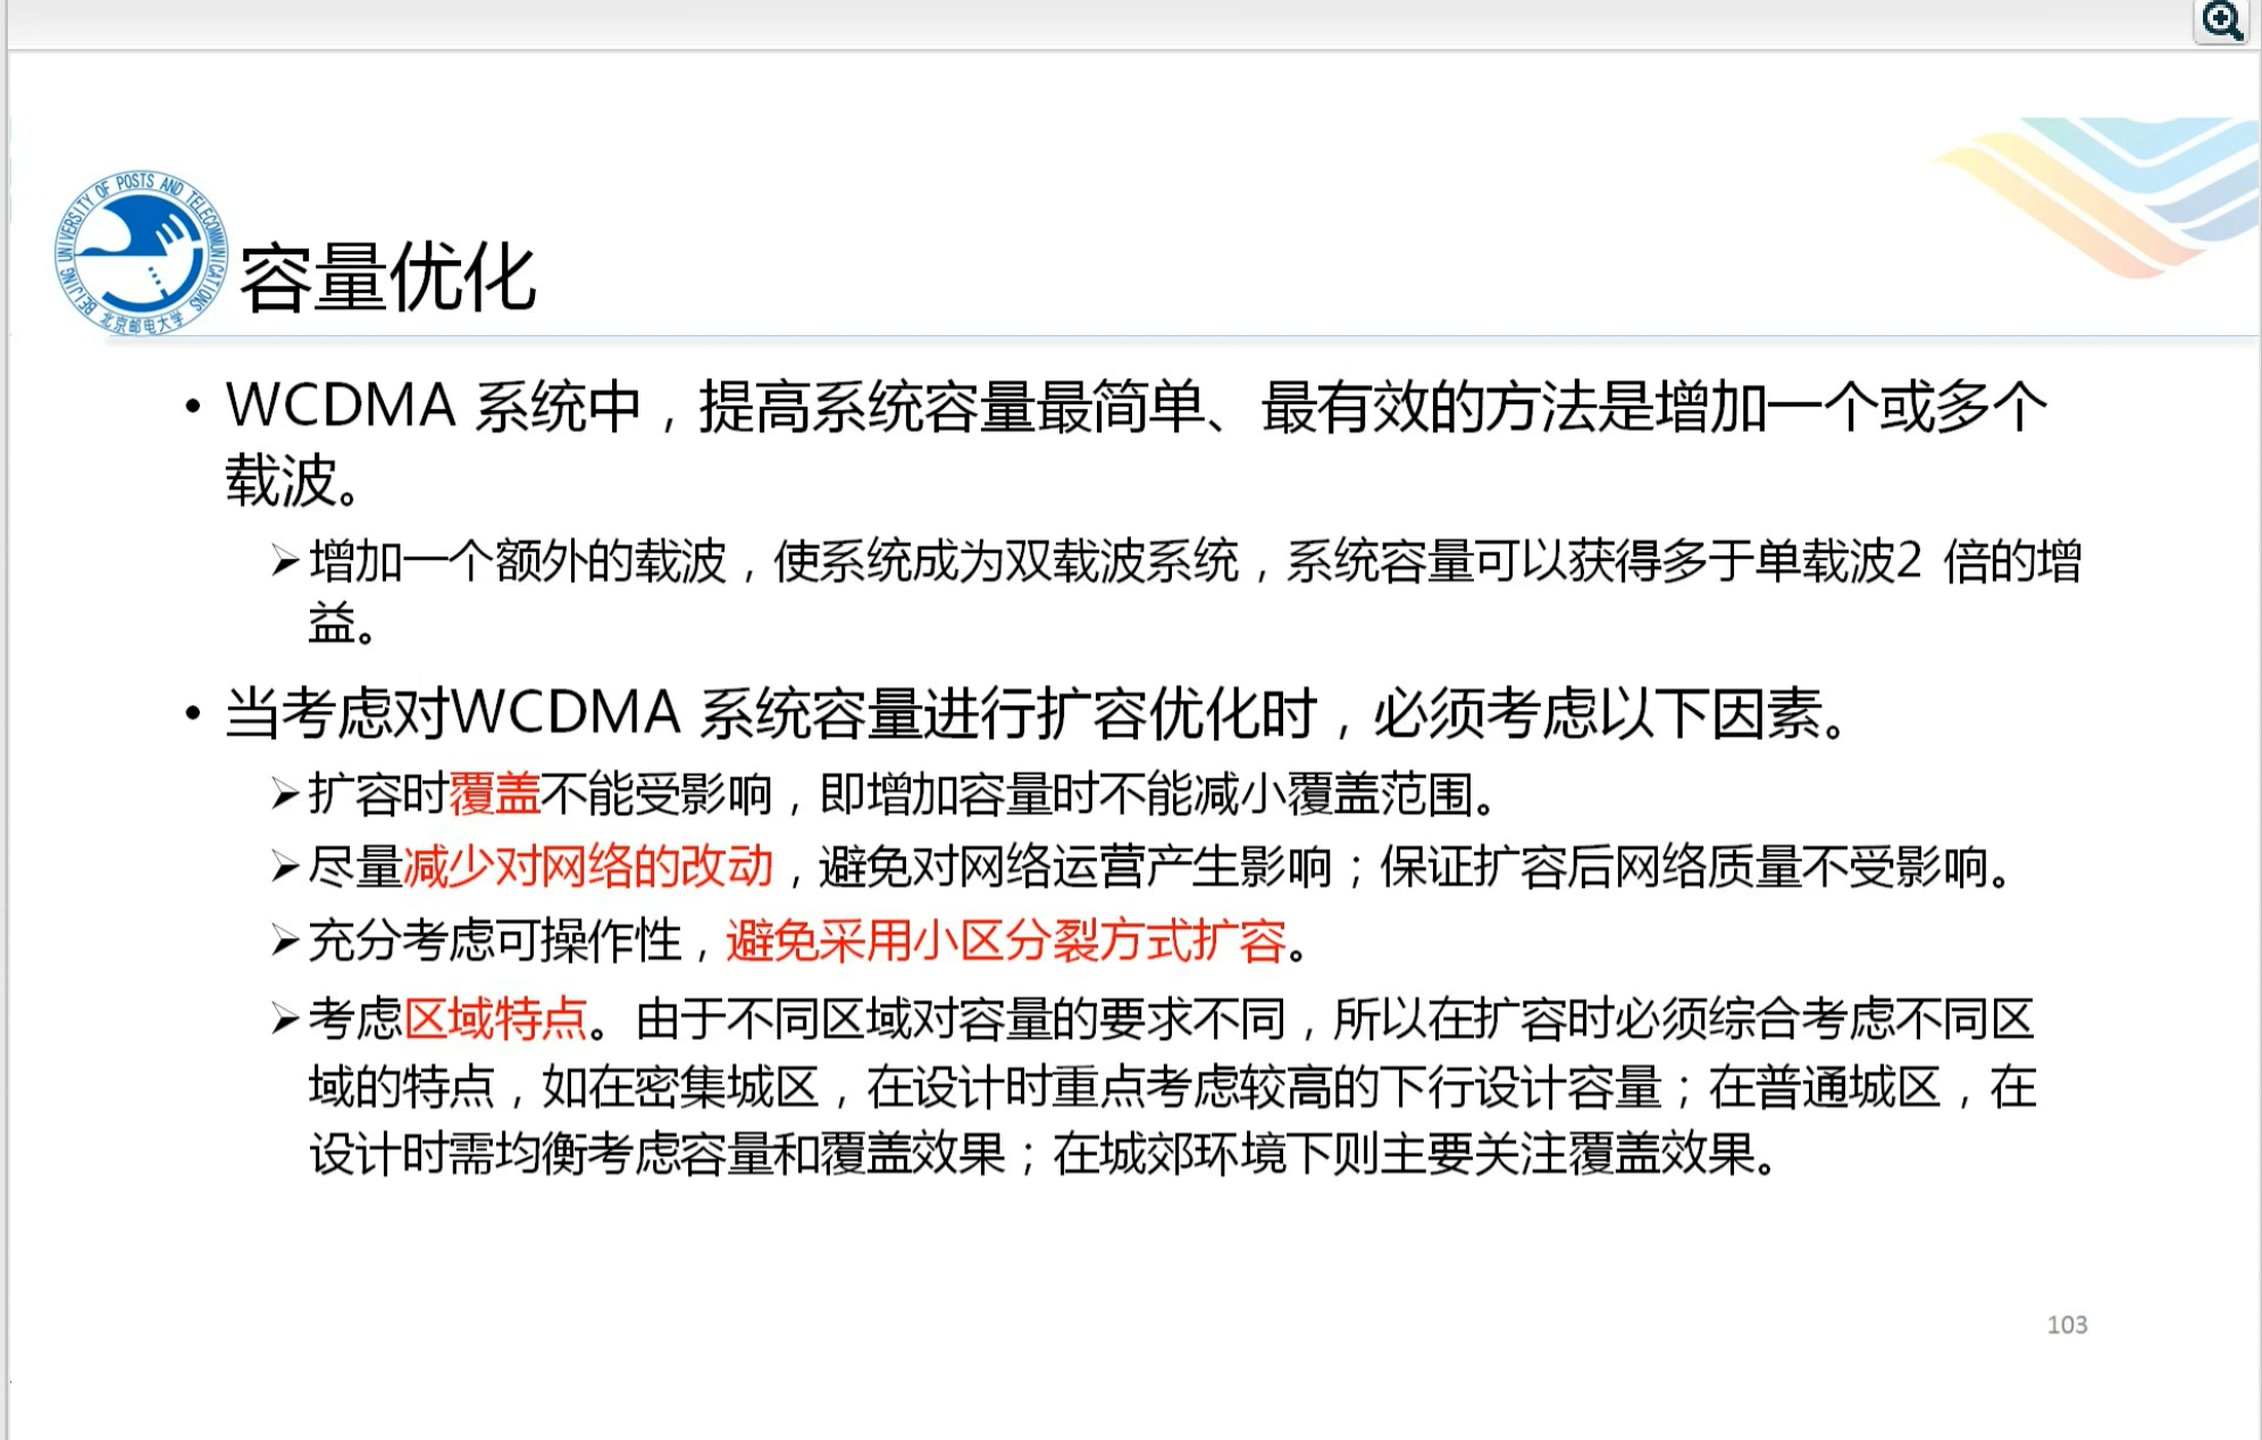 BEIJING UNIVERSITY OF POSTS AND TELECOMMUNICATIONS
北京邮电大学
容量优化
• WCDMA 系统中，提高系统容量最简单、最有效的方法是增加一个或多个
载波。
➢增加一个额外的载波，使系统成为双载波系统，系统容量可以获得多于单载波2 倍的增
益。
• 当考虑对WCDMA 系统容量进行扩容优化时，必须考虑以下因素。
➢扩容时覆盖不能受影响，即增加容量时不能减小覆盖范围。
➢尽量减少对网络的改动，避免对网络运营产生影响；保证扩容后网络质量不受影响。
➢充分考虑可操作性，避免采用小区分裂方式扩容。
➢考虑区域特点。由于不同区域对容量的要求不同，所以在扩容时必须综合考虑不同区
域的特点，如在密集城区，在设计时重点考虑较高的下行设计容量；在普通城区，在
设计时需均衡考虑容量和覆盖效果；在城郊环境下则主要关注覆盖效果。
103